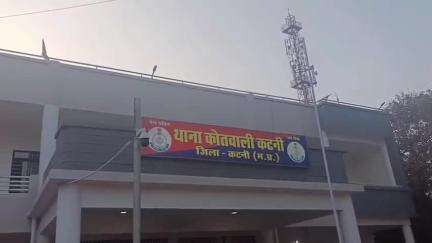 थाना कोतवाली कटनी
जिला - कटनी (म.प्र.)